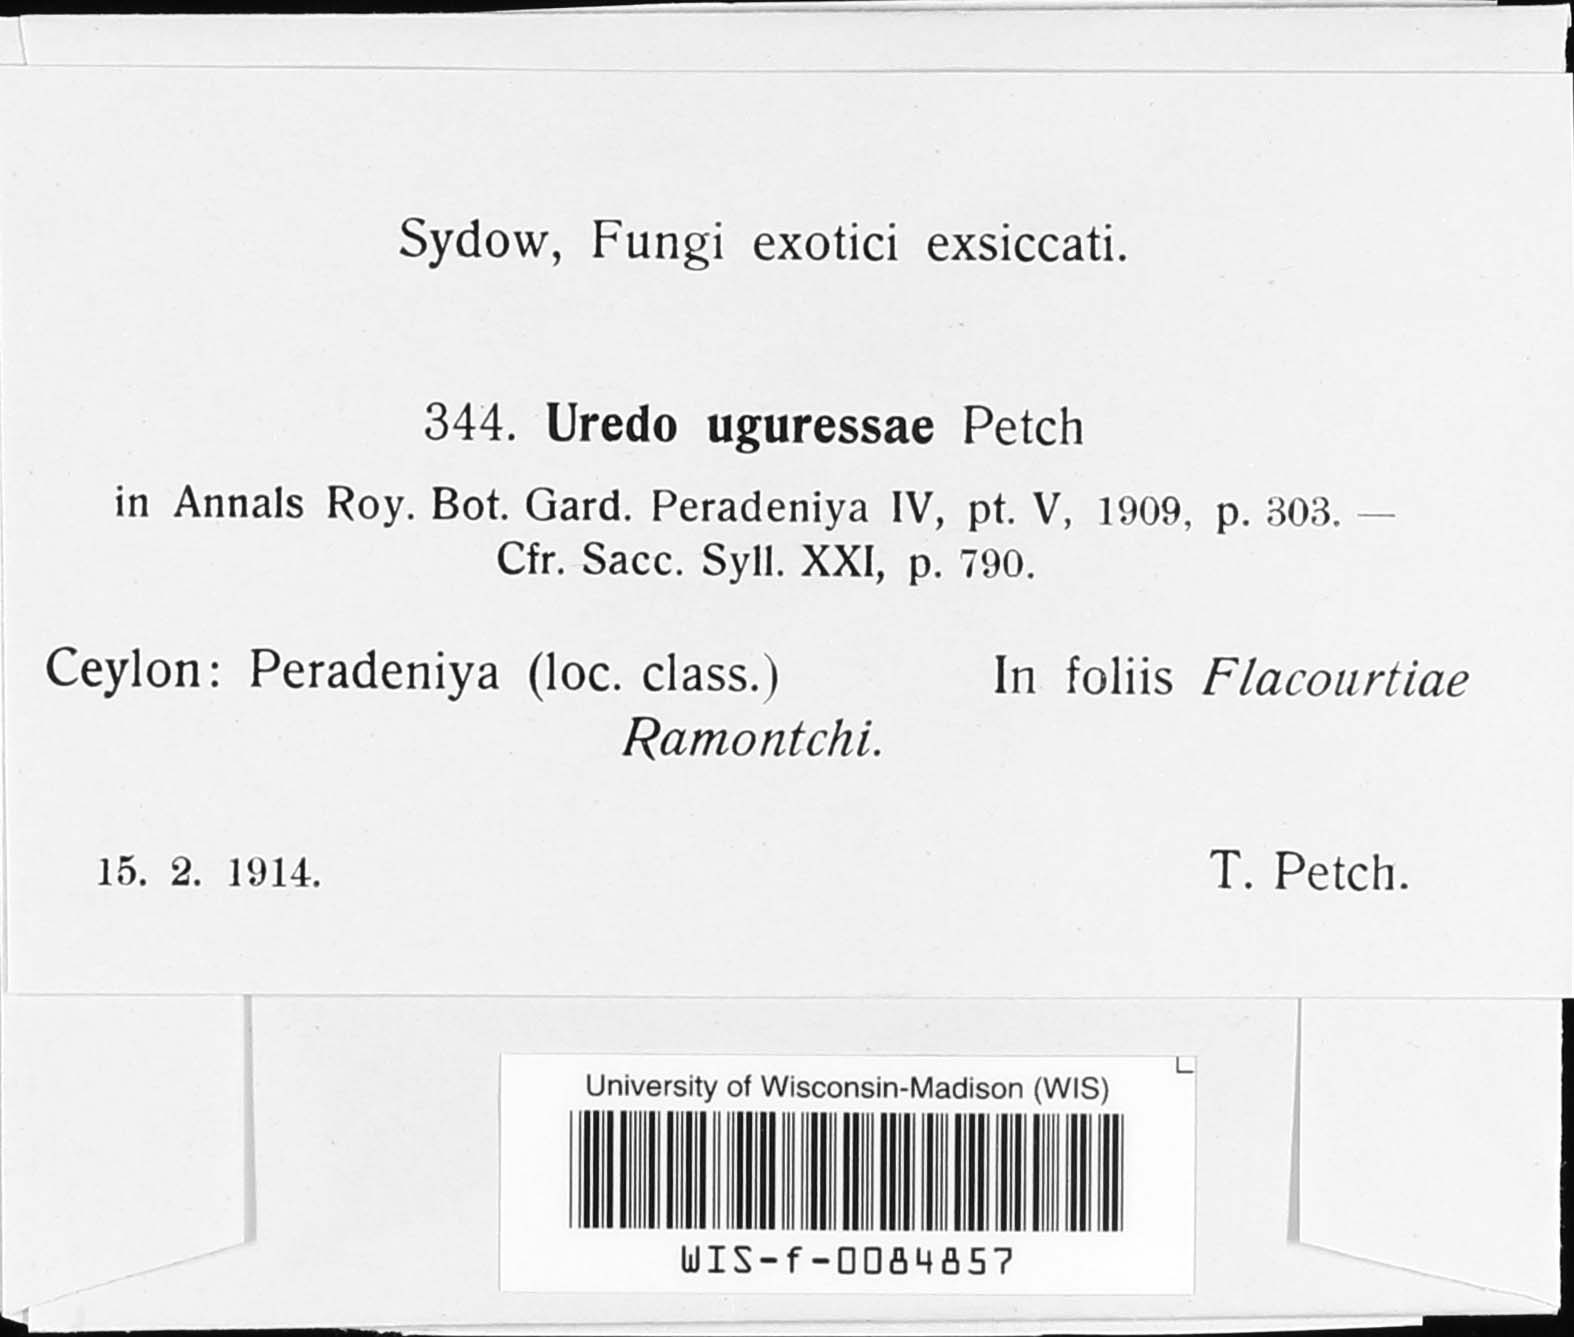 Sydow, Fungi exotici exsiccati.
344. Uredo uguressae Petch
in Annals Roy. Bot. Gard. Peradeniya IV, pt. V, 1909, p. 303. —
Cfr. Sacc. Syll. XXI, p. 790.
Ceylon: Peradeniya (loc. class.) In foliis Flacourtiae
Ramontchi.
15. 2. 1914. T. Petch.
University of Wisconsin-Madison (WIS)
WIS-f-0084857